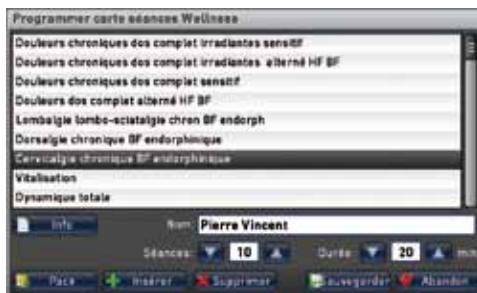 Programmer carte séances Wellness
Douleurs chroniques dos complet irradiantes sensitif
Douleurs chroniques dos complet irradiantes alterné HF BF
Douleurs chroniques dos complet sensitif
Douleurs dos complet alterné HF BF
Lombalgie lombo-sciatalgie chron BF endorph
Dorsalgie chronique BF endorphinique
Cervicalgie chronique BF endorphinique
Vitalisation
Dynamique totale
Info Nom: Pierre Vincent
Séances: 10 Durée: 20 min
Pack Insérer Supprimer Sauvegarder Abandon